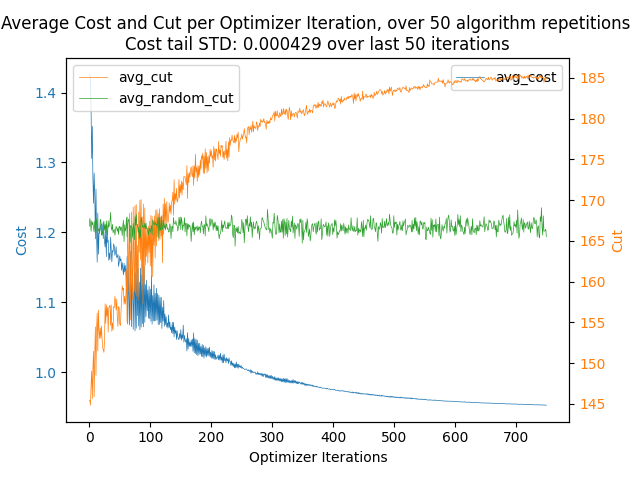 Average Cost and Cut per Optimizer Iteration, over 50 algorithm repetitions
Cost tail STD: 0.000429 over last 50 iterations
avg_cut
avg_random_cut
avg_cost
1.4
1.3
1.2
1.1
1.0
Cost
185
180
175
170
165
160
155
150
145
Cut
0
100
200
300
400
500
600
700
Optimizer Iterations